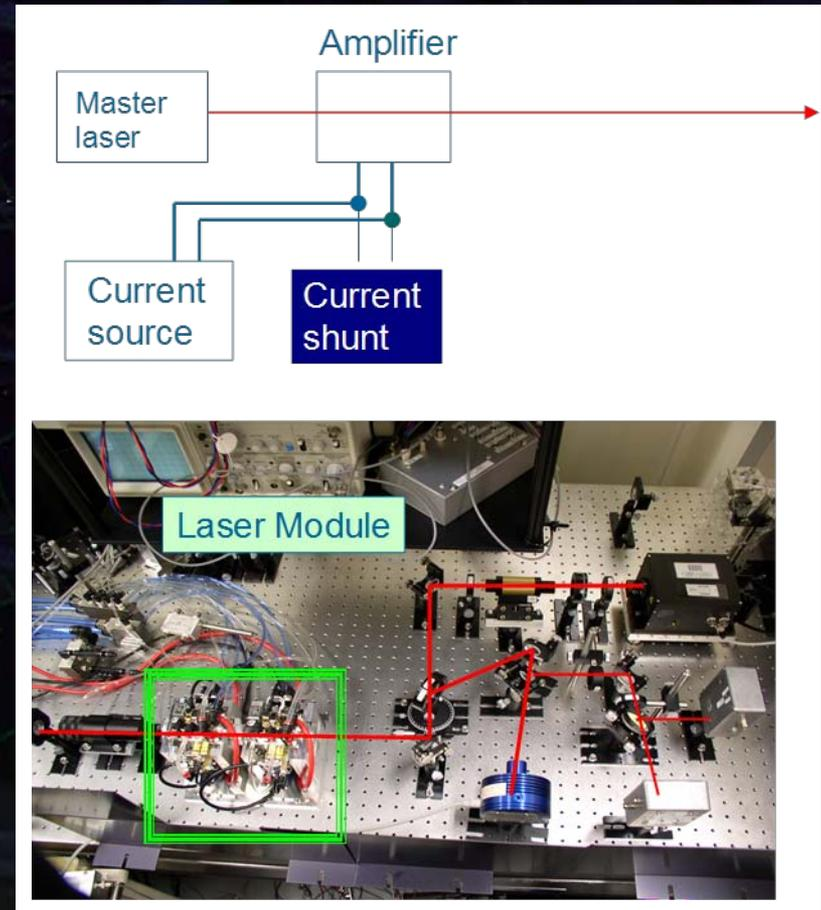 Amplifier
Master
laser
Current
source
Current
shunt
Laser Module